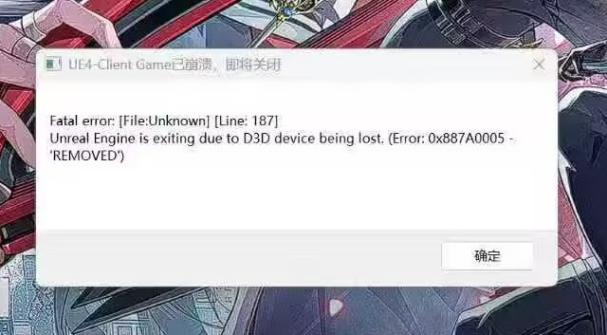 UE4-Client Game已崩溃，即将关闭
Fatal error: [File:Unknown] [Line: 187]
Unreal Engine is exiting due to D3D device being lost. (Error: 0x887A0005 -
'REMOVED')
确定